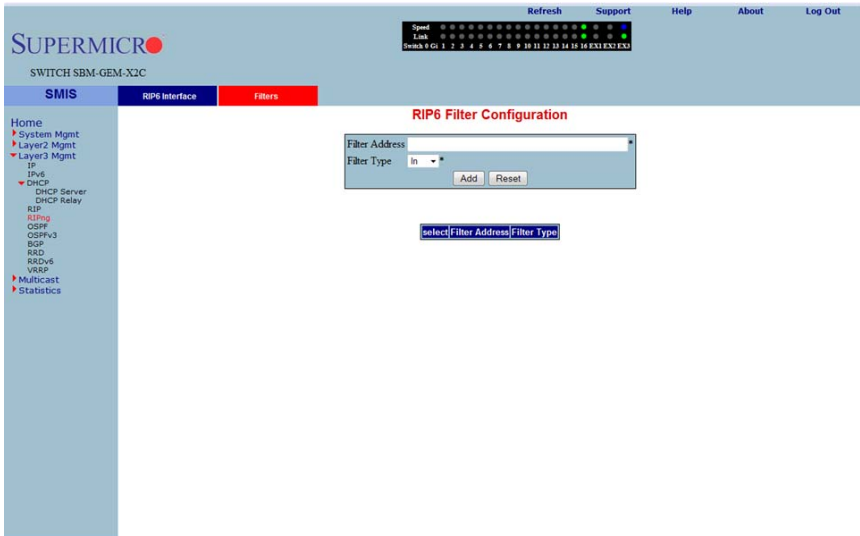 Refresh Support Help About Log Out
Speed
Link
Switch 0 Gi 1 2 3 4 5 6 7 8 9 10 11 12 13 14 15 16 EX1 EX2 EX3
SUPERMICRO
SWITCH SBM-GEM-X2C
SMIS
RIP6 Interface
Filters
Home
System Mgmt
Layer2 Mgmt
Layer3 Mgmt
IP
IPv6
DHCP
DHCP Server
DHCP Relay
RIP
RIPng
OSPF
OSPFv3
BGP
RRD
RRDv6
VRRP
Multicast
Statistics
RIP6 Filter Configuration
Filter Address *
Filter Type In *
Add Reset
select Filter Address Filter Type